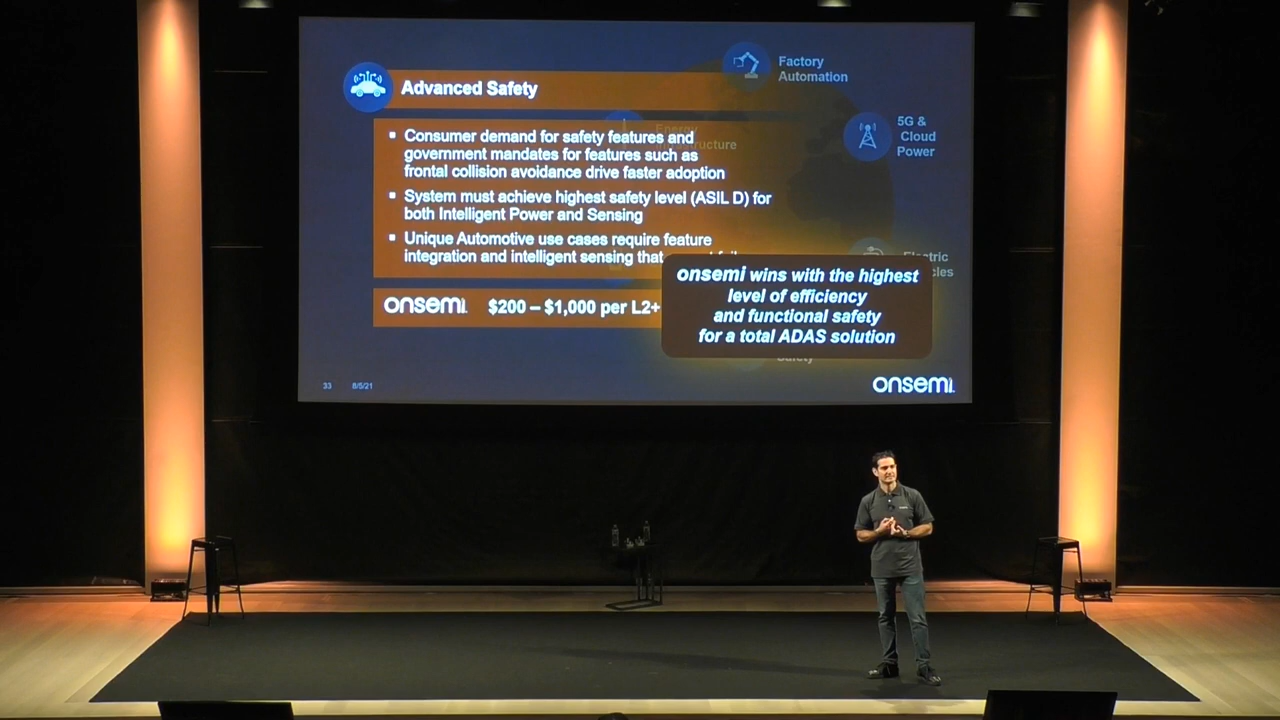 Advanced Safety
Factory
Automation
5G &
Cloud
Power
▪ Consumer demand for safety features and
government mandates for features such as
frontal collision avoidance drive faster adoption
▪ System must achieve highest safety level (ASIL D) for
both Intelligent Power and Sensing
▪ Unique Automotive use cases require feature
integration and intelligent sensing that
Electric
onsemi $200 – $1,000 per L2+
onsemi wins with the highest
level of efficiency
and functional safety
for a total ADAS solution
Safety
33 8/5/21
onsemi